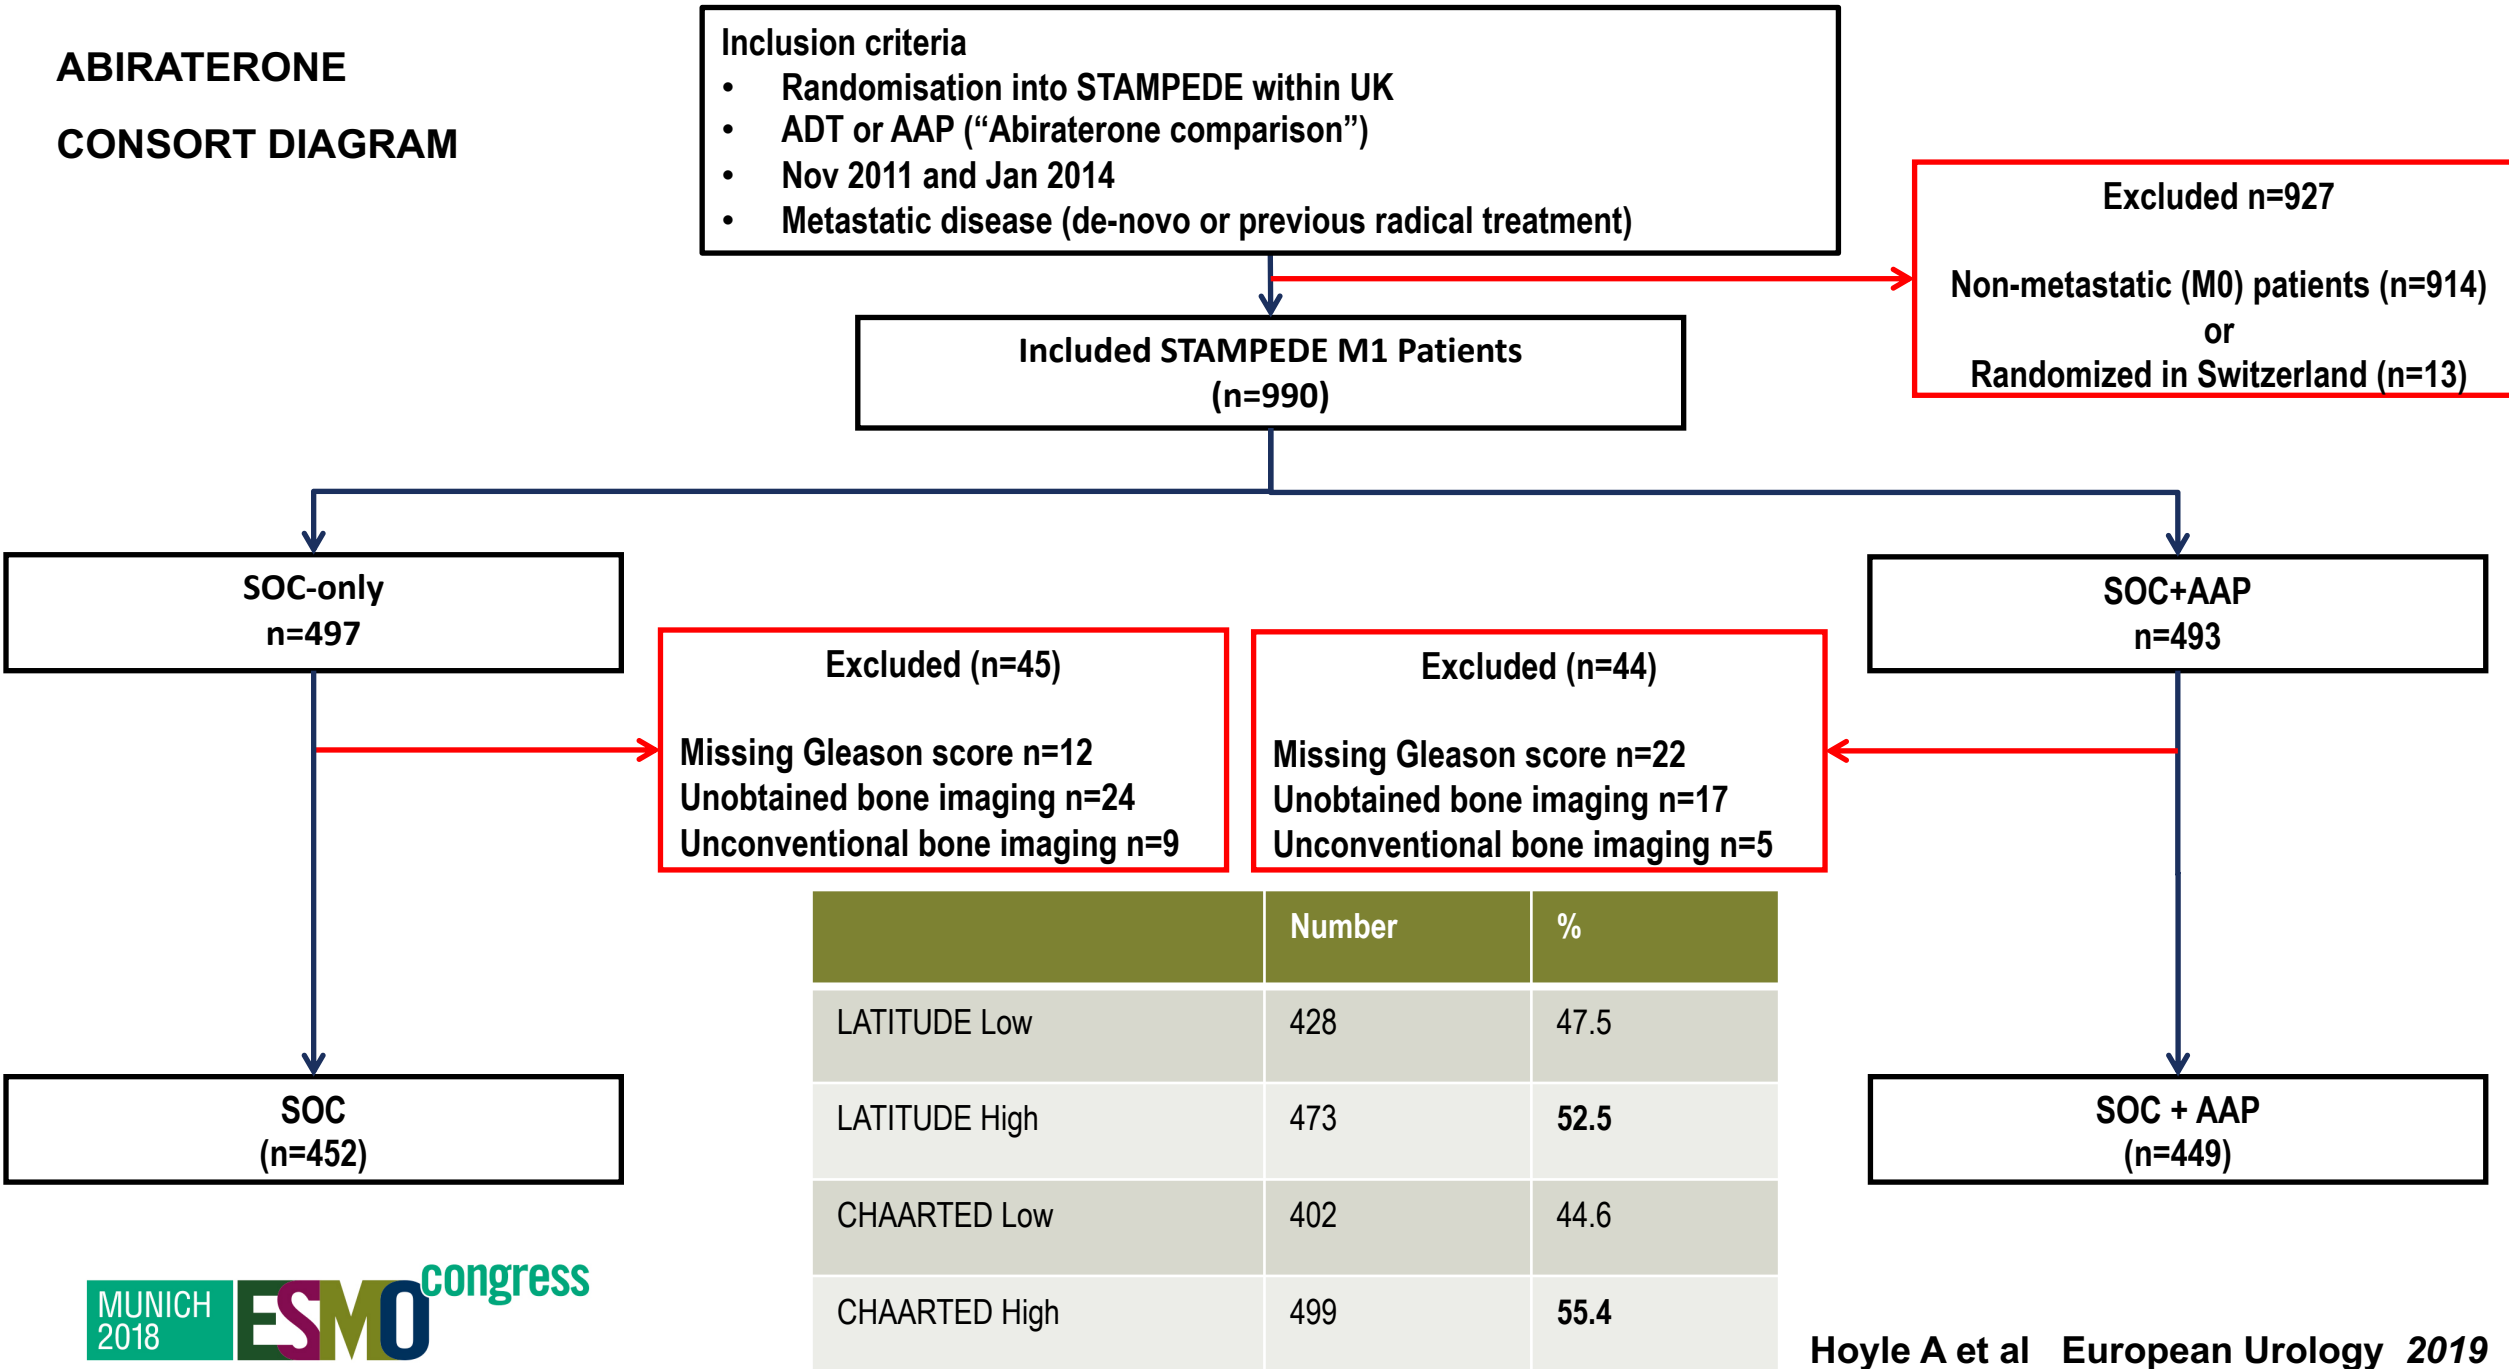 ABIRATERONE
CONSORT DIAGRAM
Inclusion criteria
• Randomisation into STAMPEDE within UK
• ADT or AAP (“Abiraterone comparison”)
• Nov 2011 and Jan 2014
• Metastatic disease (de-novo or previous radical treatment)
Excluded n=927
Non-metastatic (M0) patients (n=914)
or
Randomized in Switzerland (n=13)
Included STAMPEDE M1 Patients
(n=990)
SOC-only
n=497
SOC+AAP
n=493
Excluded (n=45)
Missing Gleason score n=12
Unobtained bone imaging n=24
Unconventional bone imaging n=9
Excluded (n=44)
Missing Gleason score n=22
Unobtained bone imaging n=17
Unconventional bone imaging n=5
Number %
LATITUDE Low 428 47.5
LATITUDE High 473 52.5
CHAARTED Low 402 44.6
CHAARTED High 499 55.4
SOC
(n=452)
SOC + AAP
(n=449)
MUNICH
2018
ESMO congress
Hoyle A et al European Urology 2019